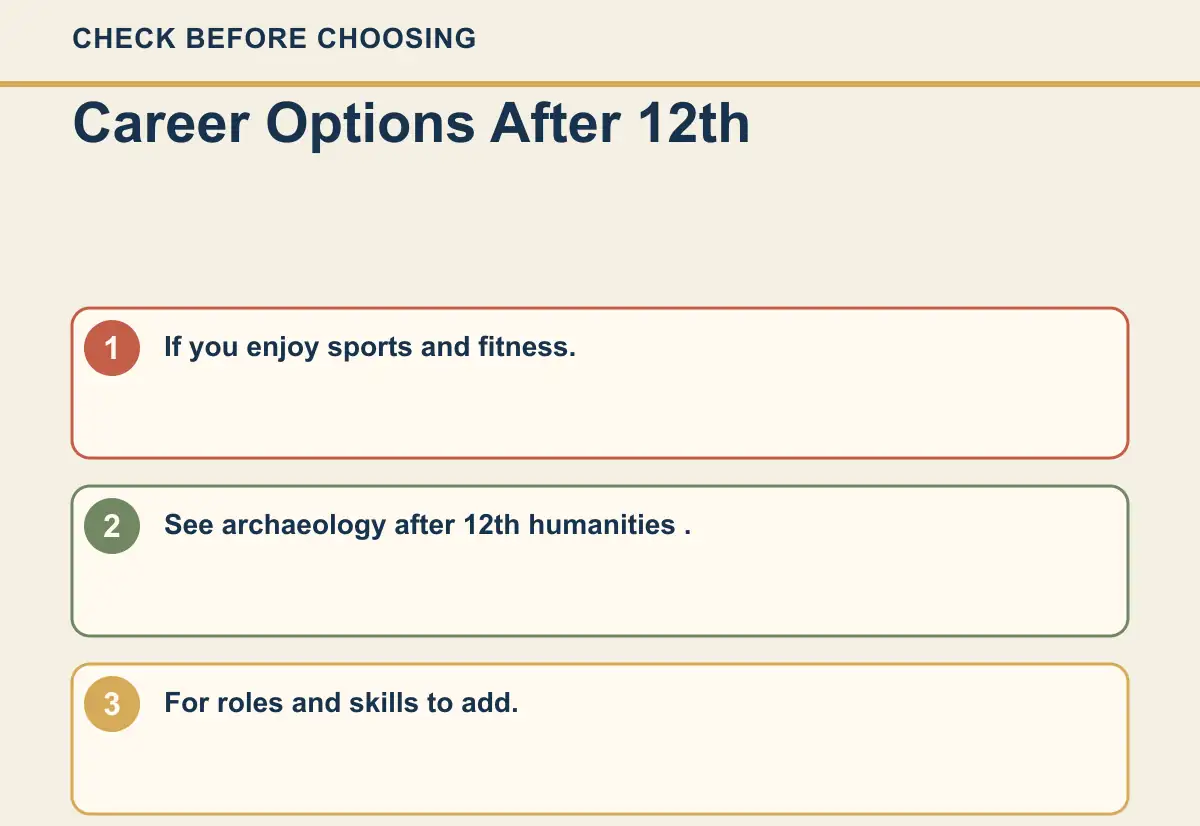 CHECK BEFORE CHOOSING
Career Options After 12th
1
If you enjoy sports and fitness.
2
See archaeology after 12th humanities .
3
For roles and skills to add.